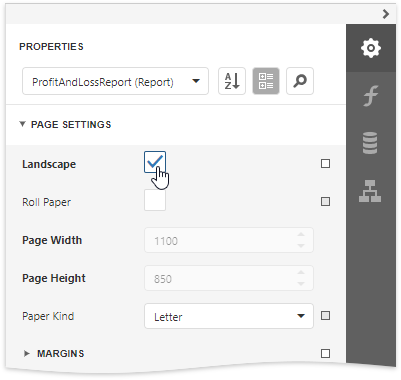 PROPERTIES
ProfitAndLossReport (Report)
PAGE SETTINGS
Landscape
Roll Paper
Page Width 1100
Page Height 850
Paper Kind Letter
MARGINS